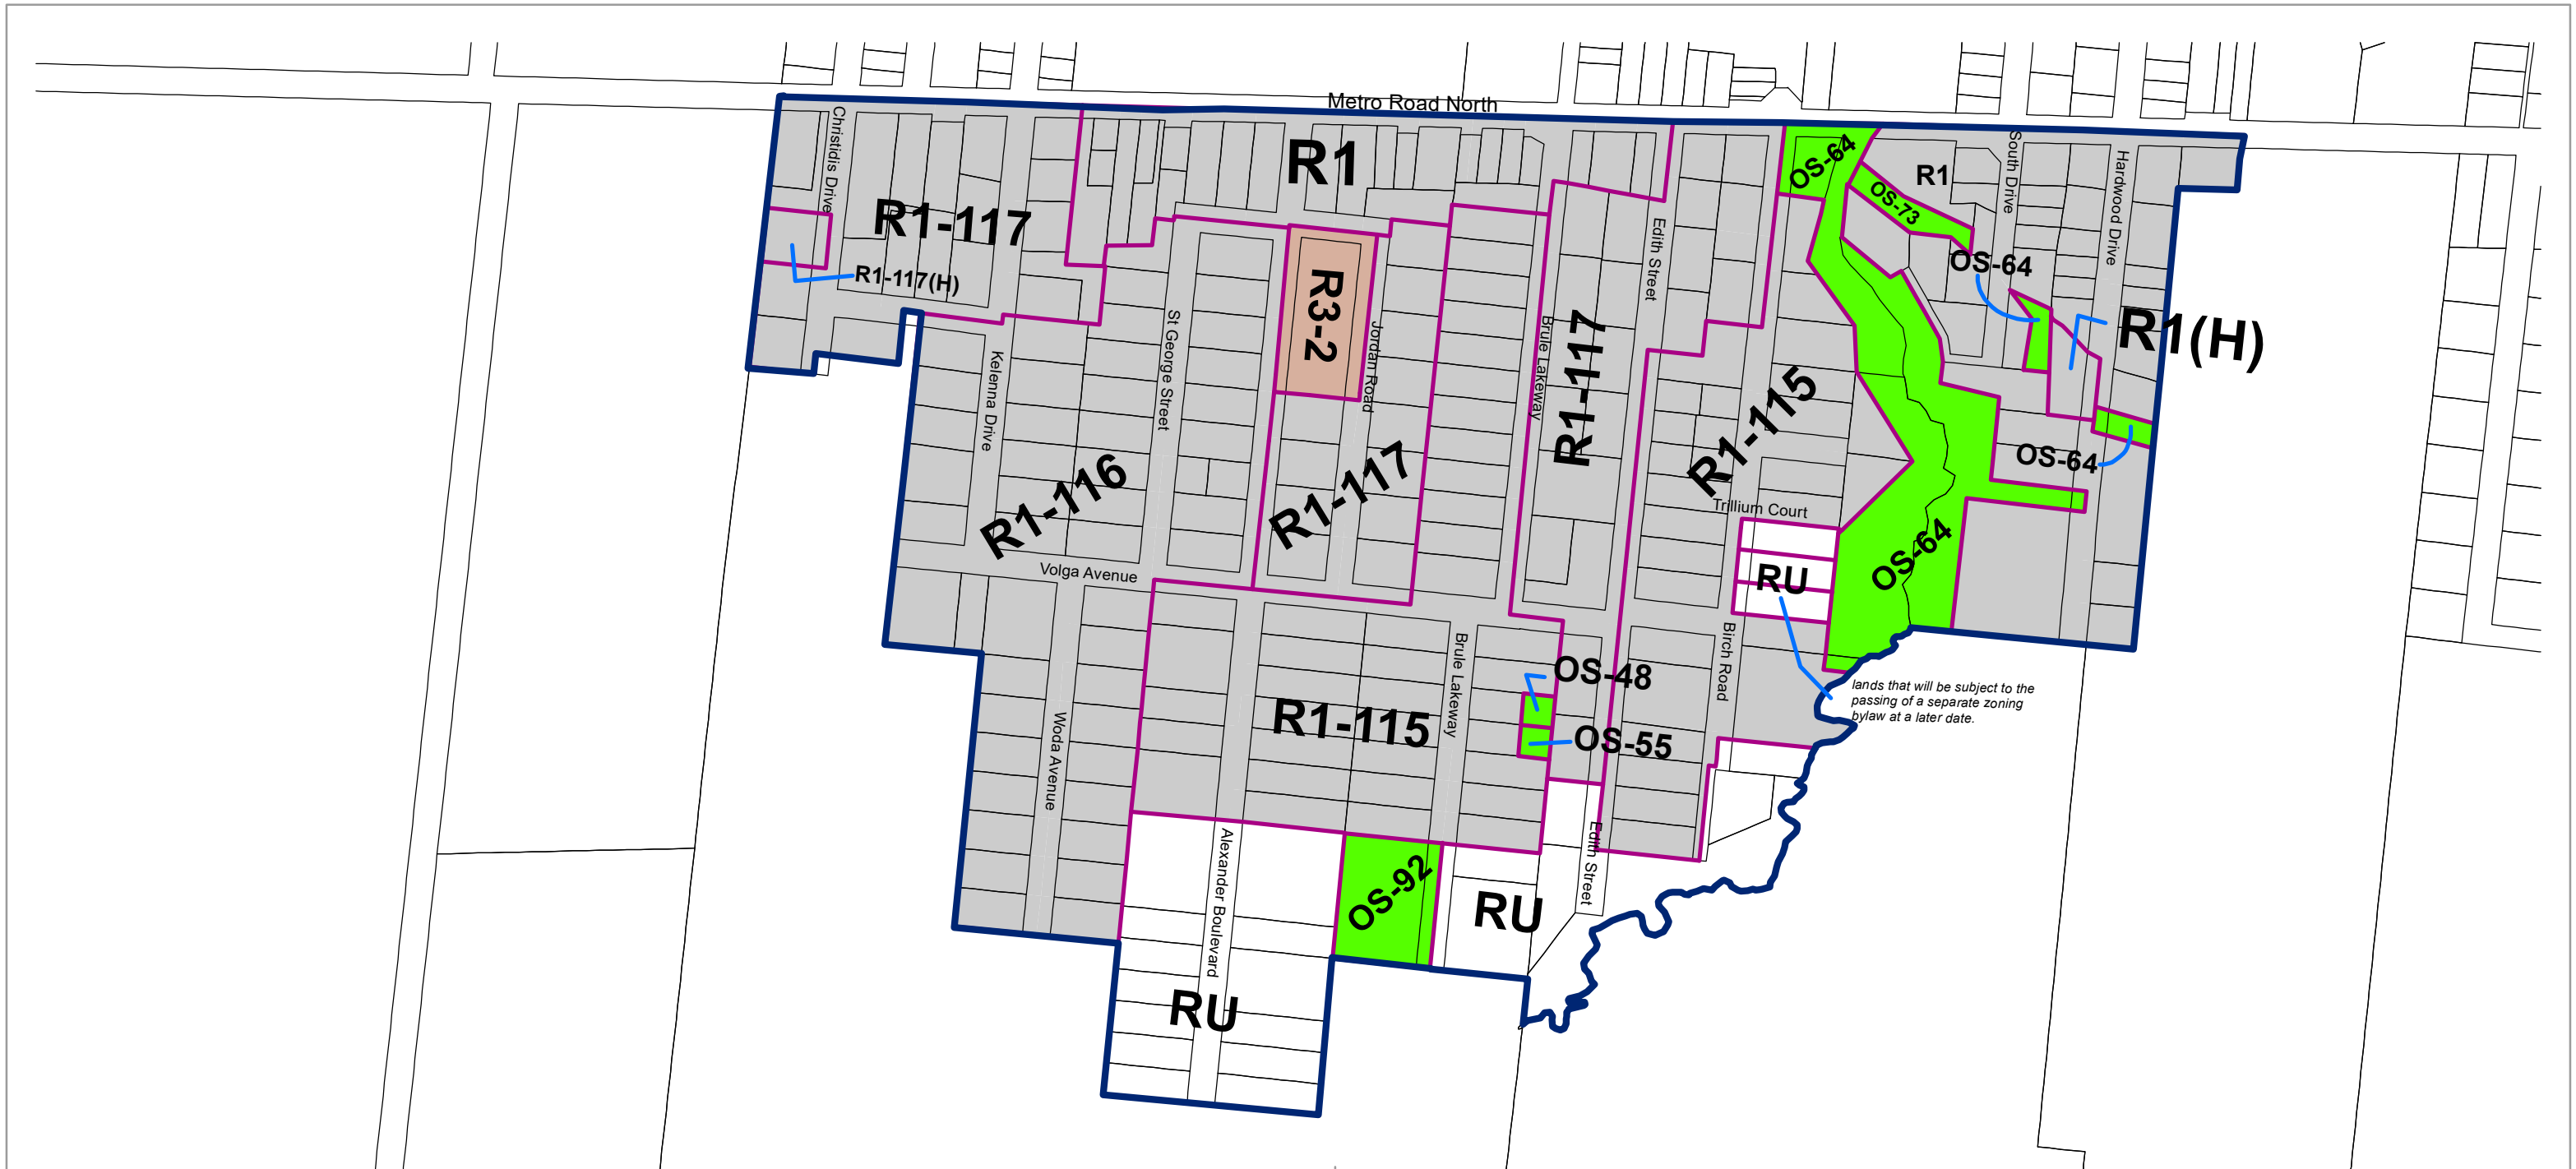 Metro Road North
Christidis Drive
R1
OS-64
R1
South Drive
Hardwood Drive
OS-73
R1-117
R1-117(H)
Edith Street
OS-64
R3-2
St George Street
Jordan Road
Brule Lakeway
R1-117
R1(H)
Kelenna Drive
R1-115
R1-116
R1-117
OS-64
Trillium Court
OS-64
Volga Avenue
RU
Birch Road
Brule Lakeway
OS-48
lands that will be subject to the
passing of a separate zoning
bylaw at a later date.
R1-115
OS-55
Woda Avenue
Alexander Boulevard
Edith Street
OS-92
RU
RU